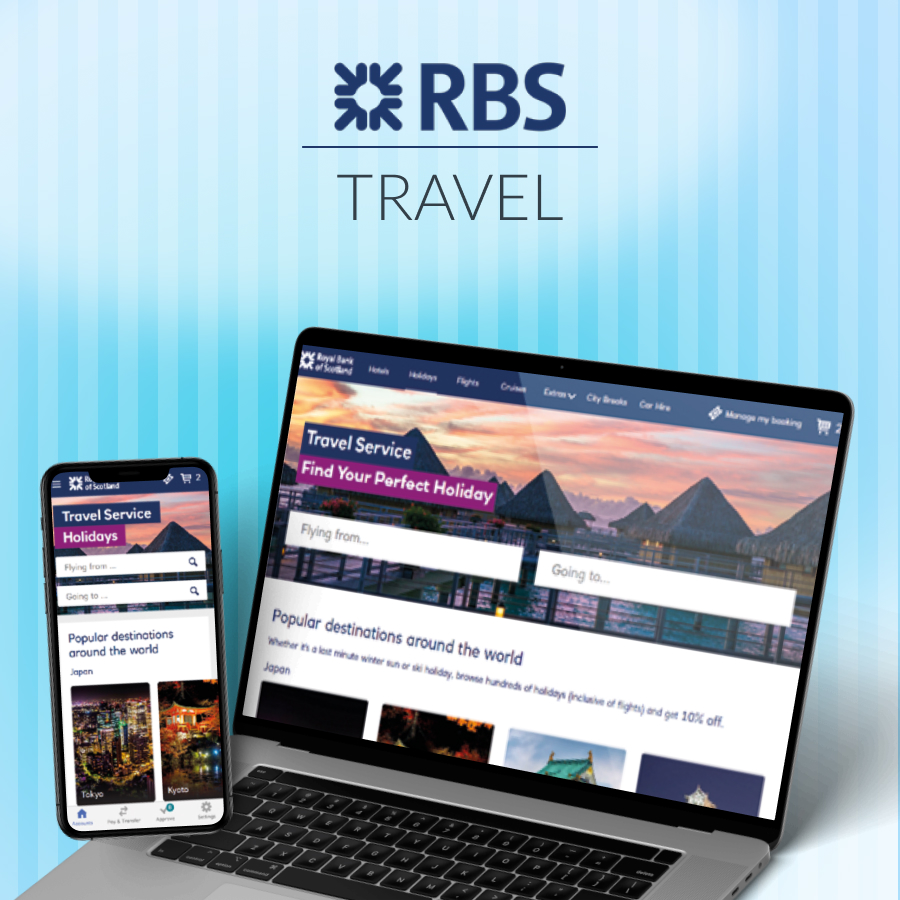 RBS
TRAVEL
Royal Bank
of Scotland
Hotels
Holidays
Flights
Cruises
Extras
City Breaks
Car Hire
Manage my booking
2
Travel Service
Find Your Perfect Holiday
Flying from...
Going to...
Popular destinations around the world
Whether it's a last minute winter sun or ski holiday, browse hundreds of holidays (inclusive of flights) and get 10% off.
Japan
of Scotland
2
Travel Service
Holidays
Flying from ...
Going to ...
Popular destinations
around the world
Japan
Tokyo
Kyoto
Accounts
Pay & Transfer
Approve
Settings